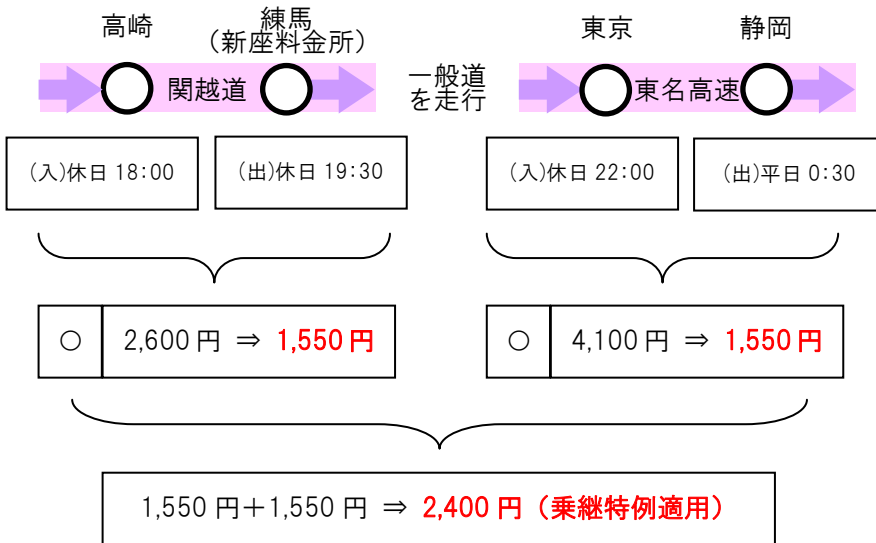 高崎
練馬
（新座料金所）
東京
静岡
関越道
一般道
を走行
東名高速
(入)休日 18：00
(出)休日 19：30
(入)休日 22：00
(出)平日 0：30
○ 2,600 円 ⇒ 1,550 円
○ 4,100 円 ⇒ 1,550 円
1,550 円＋1,550 円 ⇒ 2,400 円（乗継特例適用）